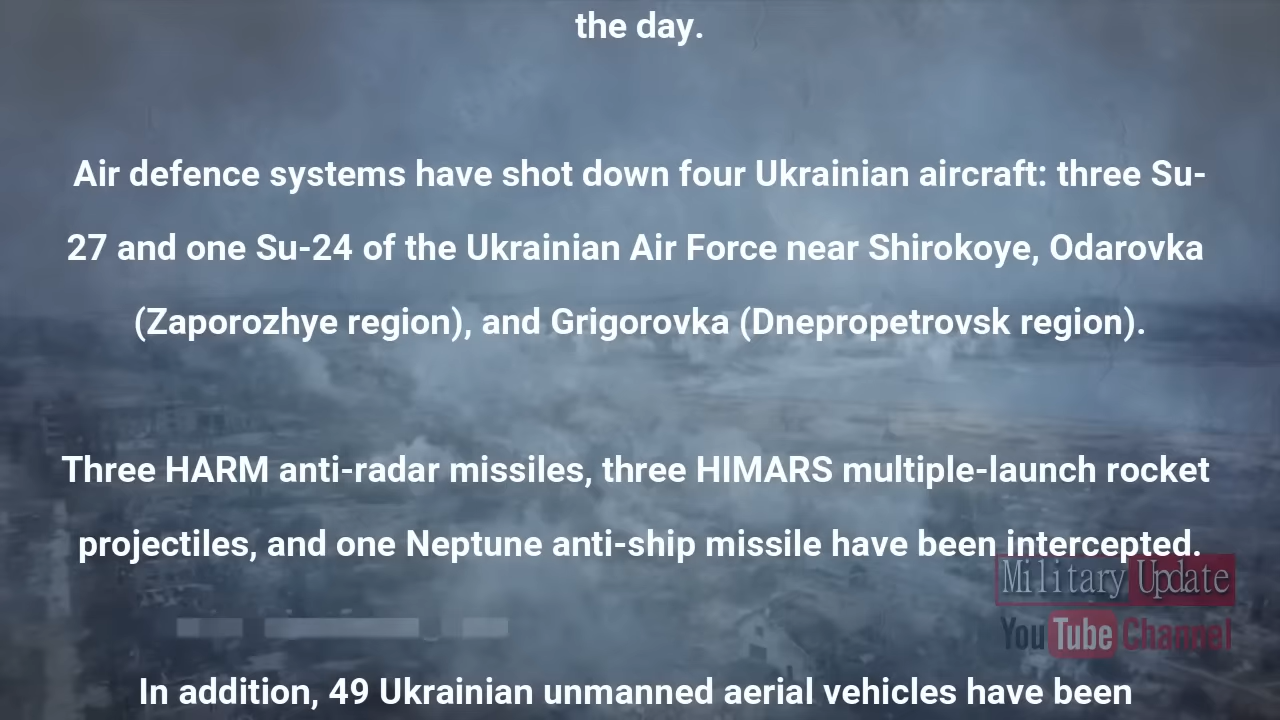 the day.
Air defence systems have shot down four Ukrainian aircraft: three Su-
27 and one Su-24 of the Ukrainian Air Force near Shirokoye, Odarovka
(Zaporozhye region), and Grigorovka (Dnepropetrovsk region).
Three HARM anti-radar missiles, three HIMARS multiple-launch rocket
projectiles, and one Neptune anti-ship missile have been intercepted.
Military Update
YouTube Channel
In addition, 49 Ukrainian unmanned aerial vehicles have been